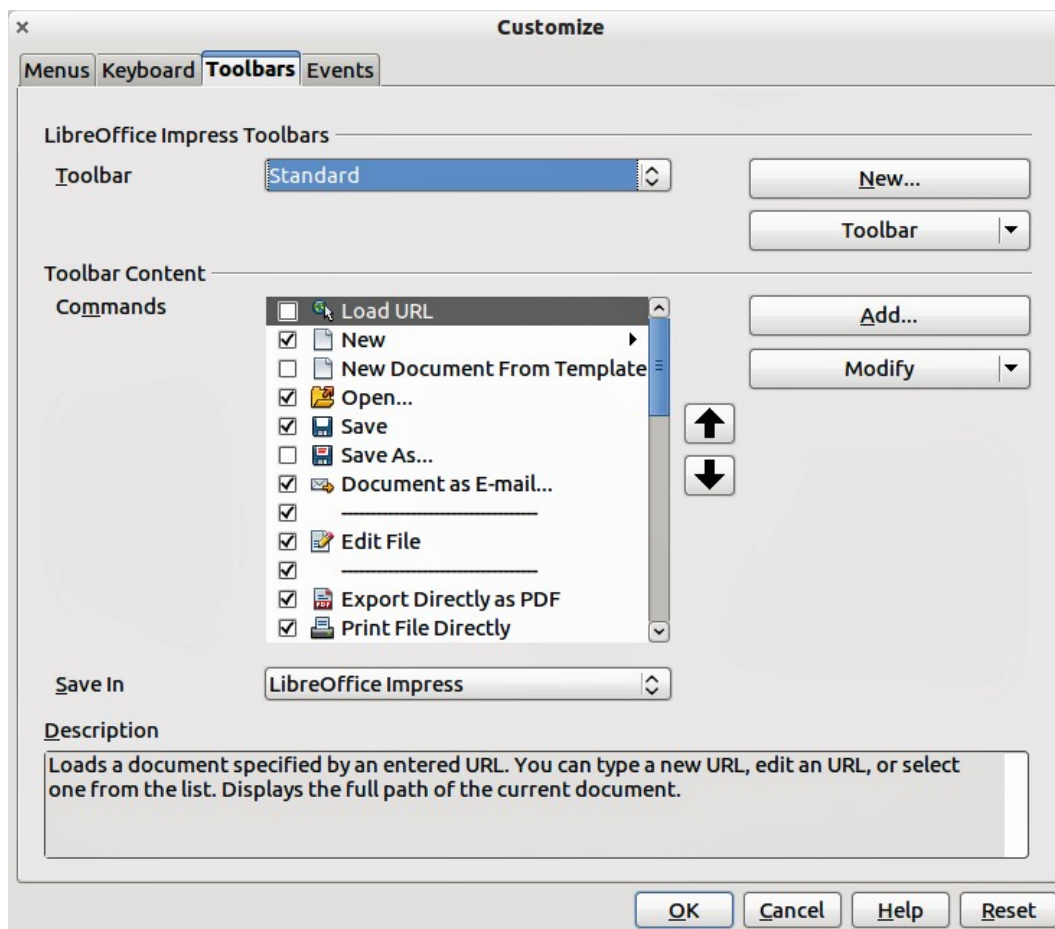 Customize
Menus Keyboard Toolbars Events
LibreOffice Impress Toolbars
Toolbar Standard New...
Toolbar
Toolbar Content
Commands Load URL Add...
New
New Document From Template Modify
Open...
Save
Save As...
Document as E-mail...
--------------------------------
Edit File
--------------------------------
Export Directly as PDF
PDF
Print File Directly
Save In LibreOffice Impress
Description
Loads a document specified by an entered URL. You can type a new URL, edit an URL, or select
one from the list. Displays the full path of the current document.
OK Cancel Help Reset